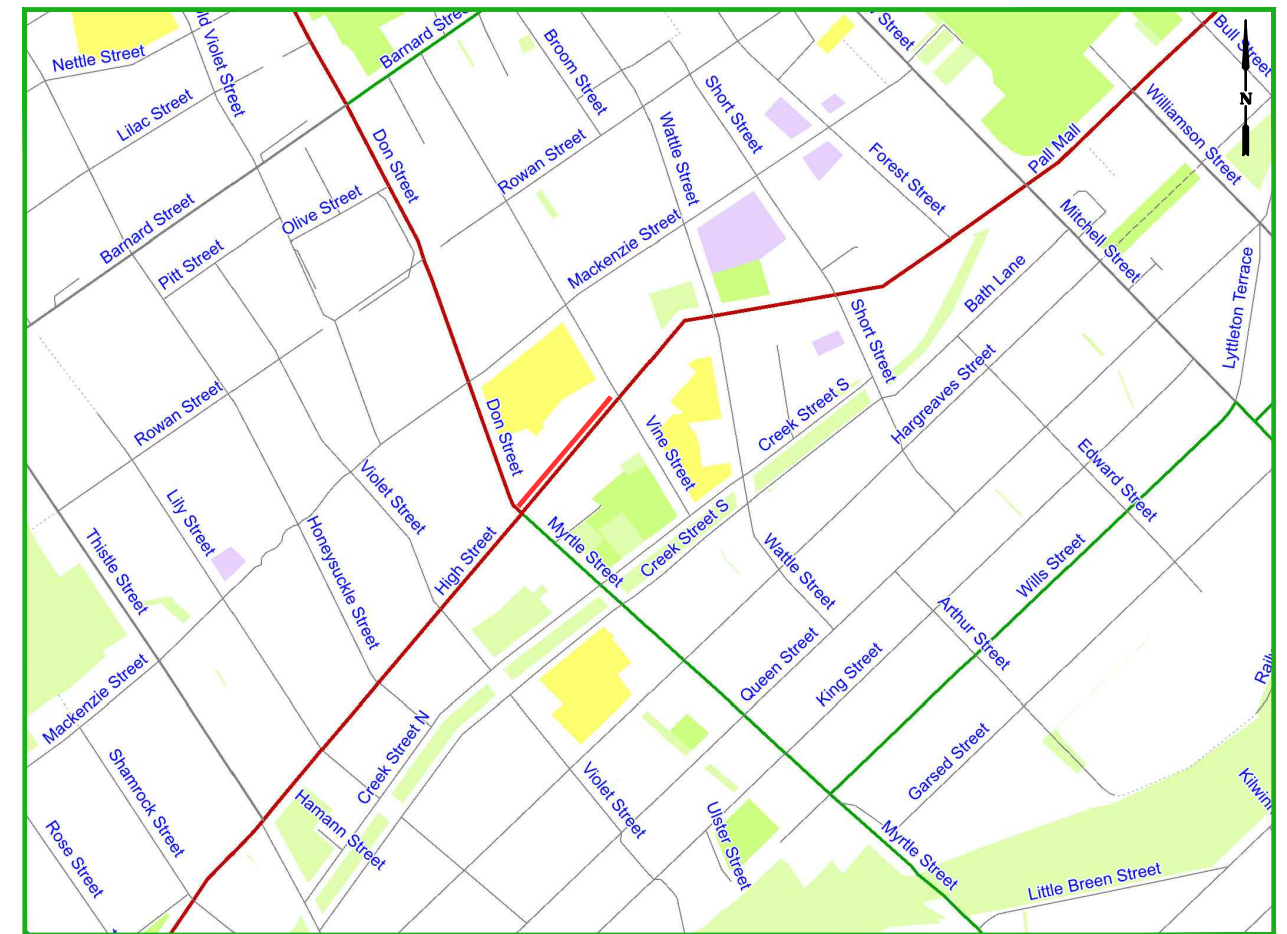 Barnard Street
Old Violet Street
Nettle Street
Street
Bull Street
Broom Street
Lilac Street
Short Street
N
Williamson Street
Don Street
Wattle Street
Rowan Street
Forest Street
Pall Mall
Barnard Street
Olive Street
Pitt Street
Mackenzie Street
Mitchell Street
Bath Lane
Lyttleton Terrace
Short Street
Rowan Street
Don Street
Creek Street S
Hargreaves Street
Vine Street
Violet Street
Edward Street
Lily Street
Thistle Street
Honeysuckle Street
High Street
Myrtle Street
Creek Street S
Wattle Street
Wills Street
Arthur Street
Mackenzie Street
Queen Street
King Street
Creek Street N
Shamrock Street
Hamann Street
Violet Street
Garsed Street
Rose Street
Ulster Street
Myrtle Street
Little Breen Street